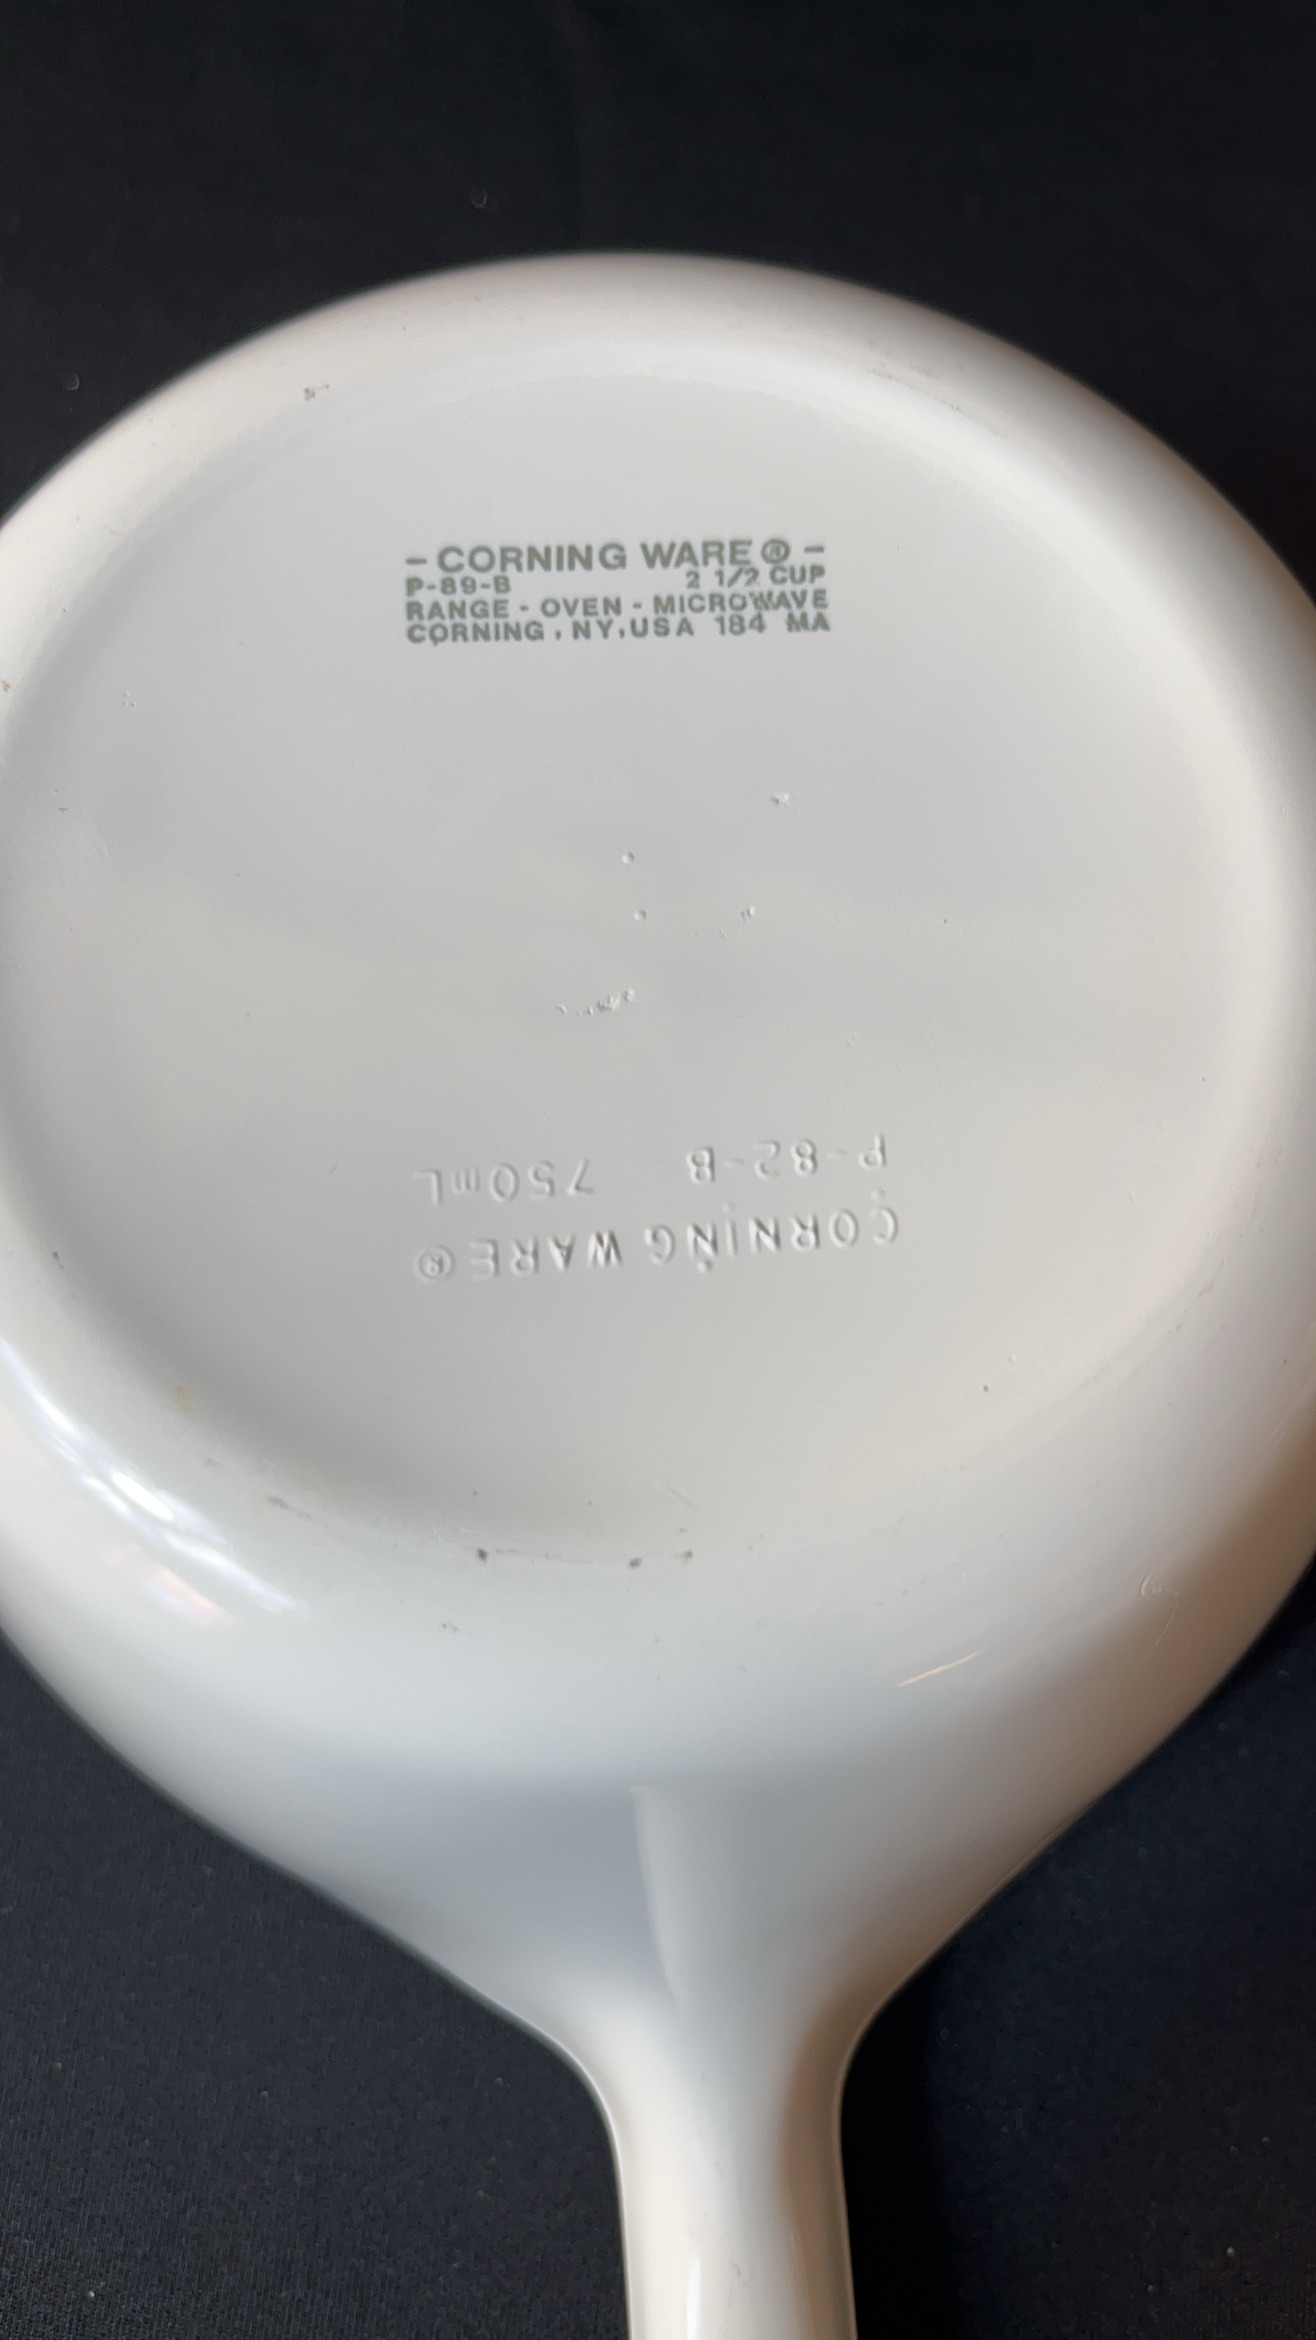 - CORNING WARE ® -
P-89-B 2 1/2 CUP
RANGE - OVEN - MICROWAVE
CORNING , NY, USA 184 MA
CORNING WARE ®
P-82-B 750mL